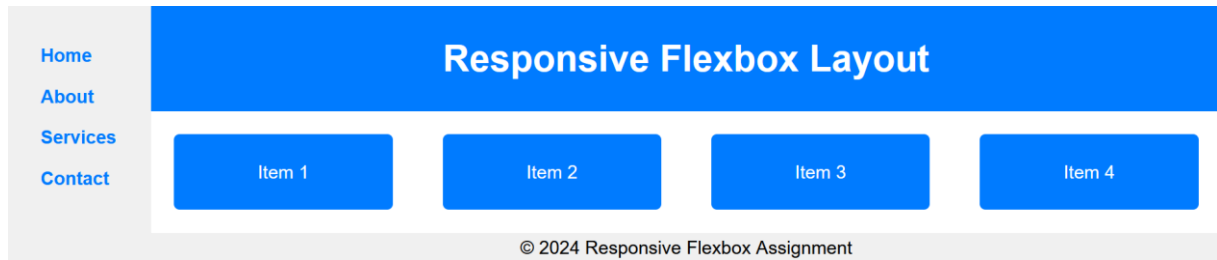 Home
About
Services
Contact
Responsive Flexbox Layout
Item 1
Item 2
Item 3
Item 4
© 2024 Responsive Flexbox Assignment